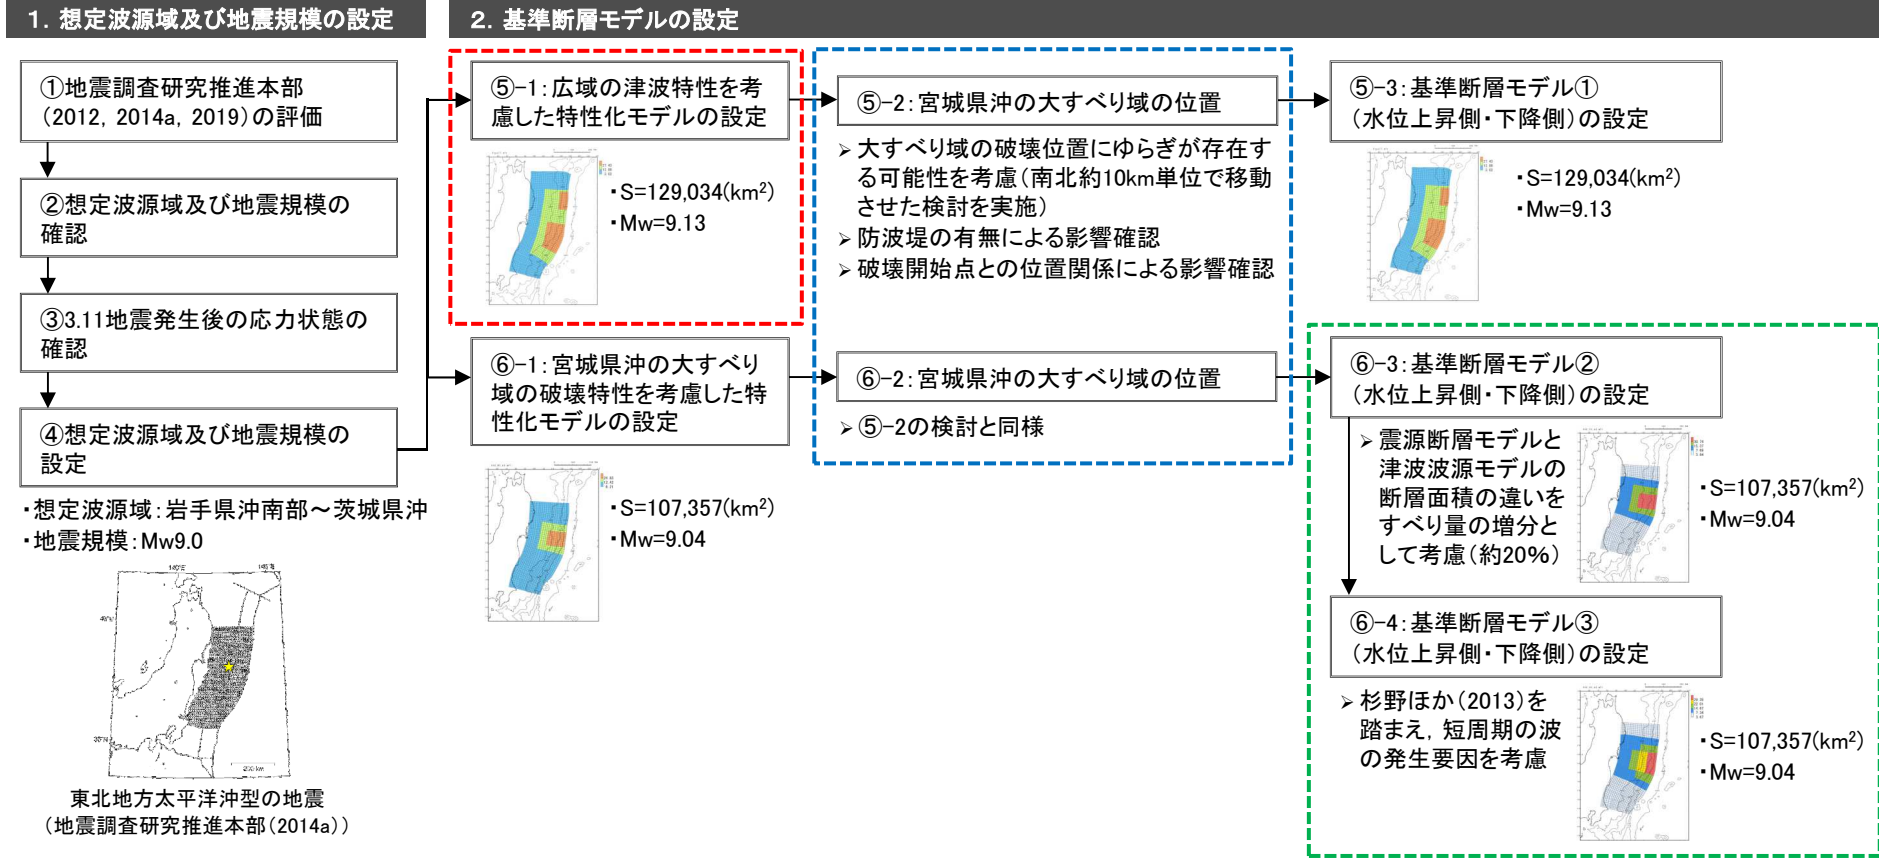 1. 想定波源域及び地震規模の設定
2. 基準断層モデルの設定
①地震調査研究推進本部
(2012, 2014a, 2019)の評価
②想定波源域及び地震規模の
確認
③3.11地震発生後の応力状態の
確認
④想定波源域及び地震規模の
設定
・想定波源域:岩手県沖南部～茨城県沖
・地震規模:Mw9.0
200 km
東北地方太平洋沖型の地震
(地震調査研究推進本部(2014a))
⑤-1:広域の津波特性を考
慮した特性化モデルの設定
・S=129,034(km²)
・Mw=9.13
⑥-1:宮城県沖の大すべり
域の破壊特性を考慮した特
性化モデルの設定
・S=107,357(km²)
・Mw=9.04
⑤-2:宮城県沖の大すべり域の位置
➢大すべり域の破壊位置にゆらぎが存在す
る可能性を考慮(南北約10km単位で移動
させた検討を実施)
➢防波堤の有無による影響確認
➢破壊開始点との位置関係による影響確認
⑥-2:宮城県沖の大すべり域の位置
➢⑤-2の検討と同様
⑤-3:基準断層モデル①
(水位上昇側・下降側)の設定
・S=129,034(km²)
・Mw=9.13
⑥-3:基準断層モデル②
(水位上昇側・下降側)の設定
➢震源断層モデルと
津波波源モデルの
断層面積の違いを
すべり量の増分と
して考慮(約20%)
・S=107,357(km²)
・Mw=9.04
⑥-4:基準断層モデル③
(水位上昇側・下降側)の設定
➢杉野ほか(2013)を
踏まえ, 短周期の波
の発生要因を考慮
・S=107,357(km²)
・Mw=9.04